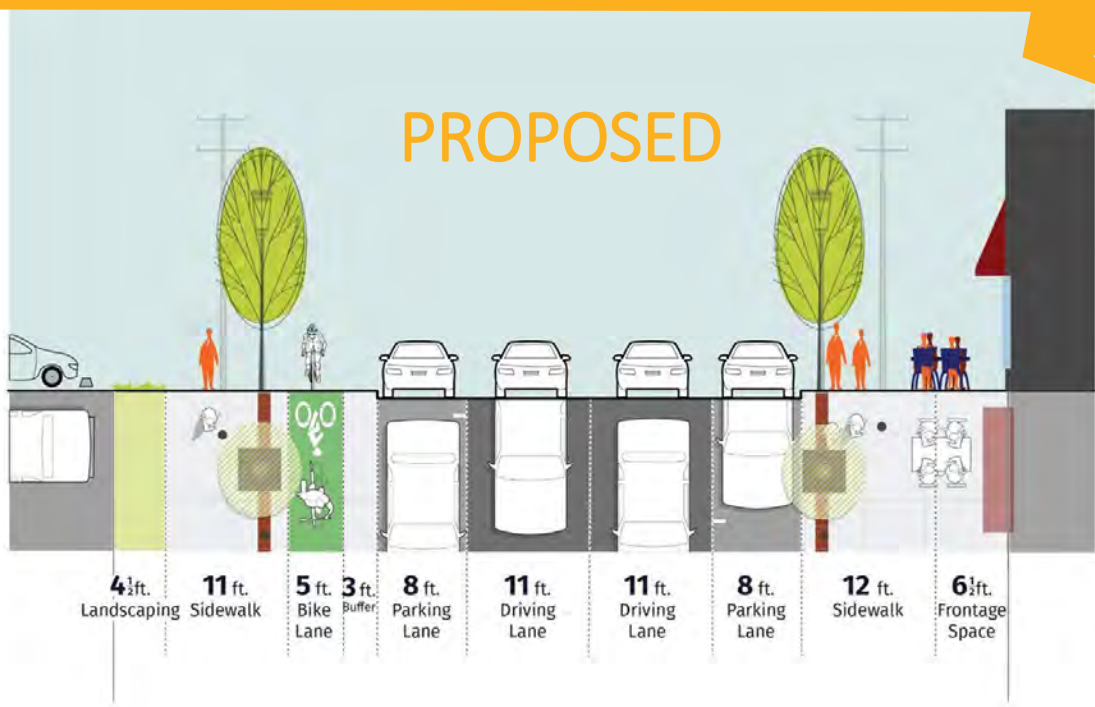 PROPOSED
4½ft.
Landscaping
11 ft.
Sidewalk
5 ft.
Bike
Lane
3 ft.
Buffer
8 ft.
Parking
Lane
11 ft.
Driving
Lane
11 ft.
Driving
Lane
8 ft.
Parking
Lane
12 ft.
Sidewalk
6½ft.
Frontage
Space